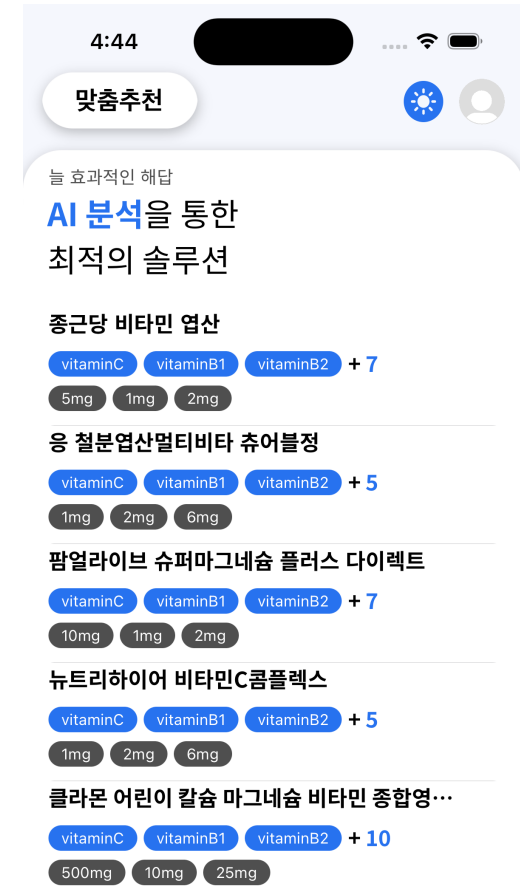 4:44
맞춤추천
늘 효과적인 해답
AI 분석을 통한
최적의 솔루션
종근당 비타민 엽산
vitaminC vitaminB1 vitaminB2 + 7
5mg 1mg 2mg
응 철분엽산멀티비타 츄어블정
vitaminC vitaminB1 vitaminB2 + 5
1mg 2mg 6mg
팜얼라이브 슈퍼마그네슘 플러스 다이렉트
vitaminC vitaminB1 vitaminB2 + 7
10mg 1mg 2mg
뉴트리하이어 비타민C콤플렉스
vitaminC vitaminB1 vitaminB2 + 5
1mg 2mg 6mg
클라몬 어린이 칼슘 마그네슘 비타민 종합영…
vitaminC vitaminB1 vitaminB2 + 10
500mg 10mg 25mg